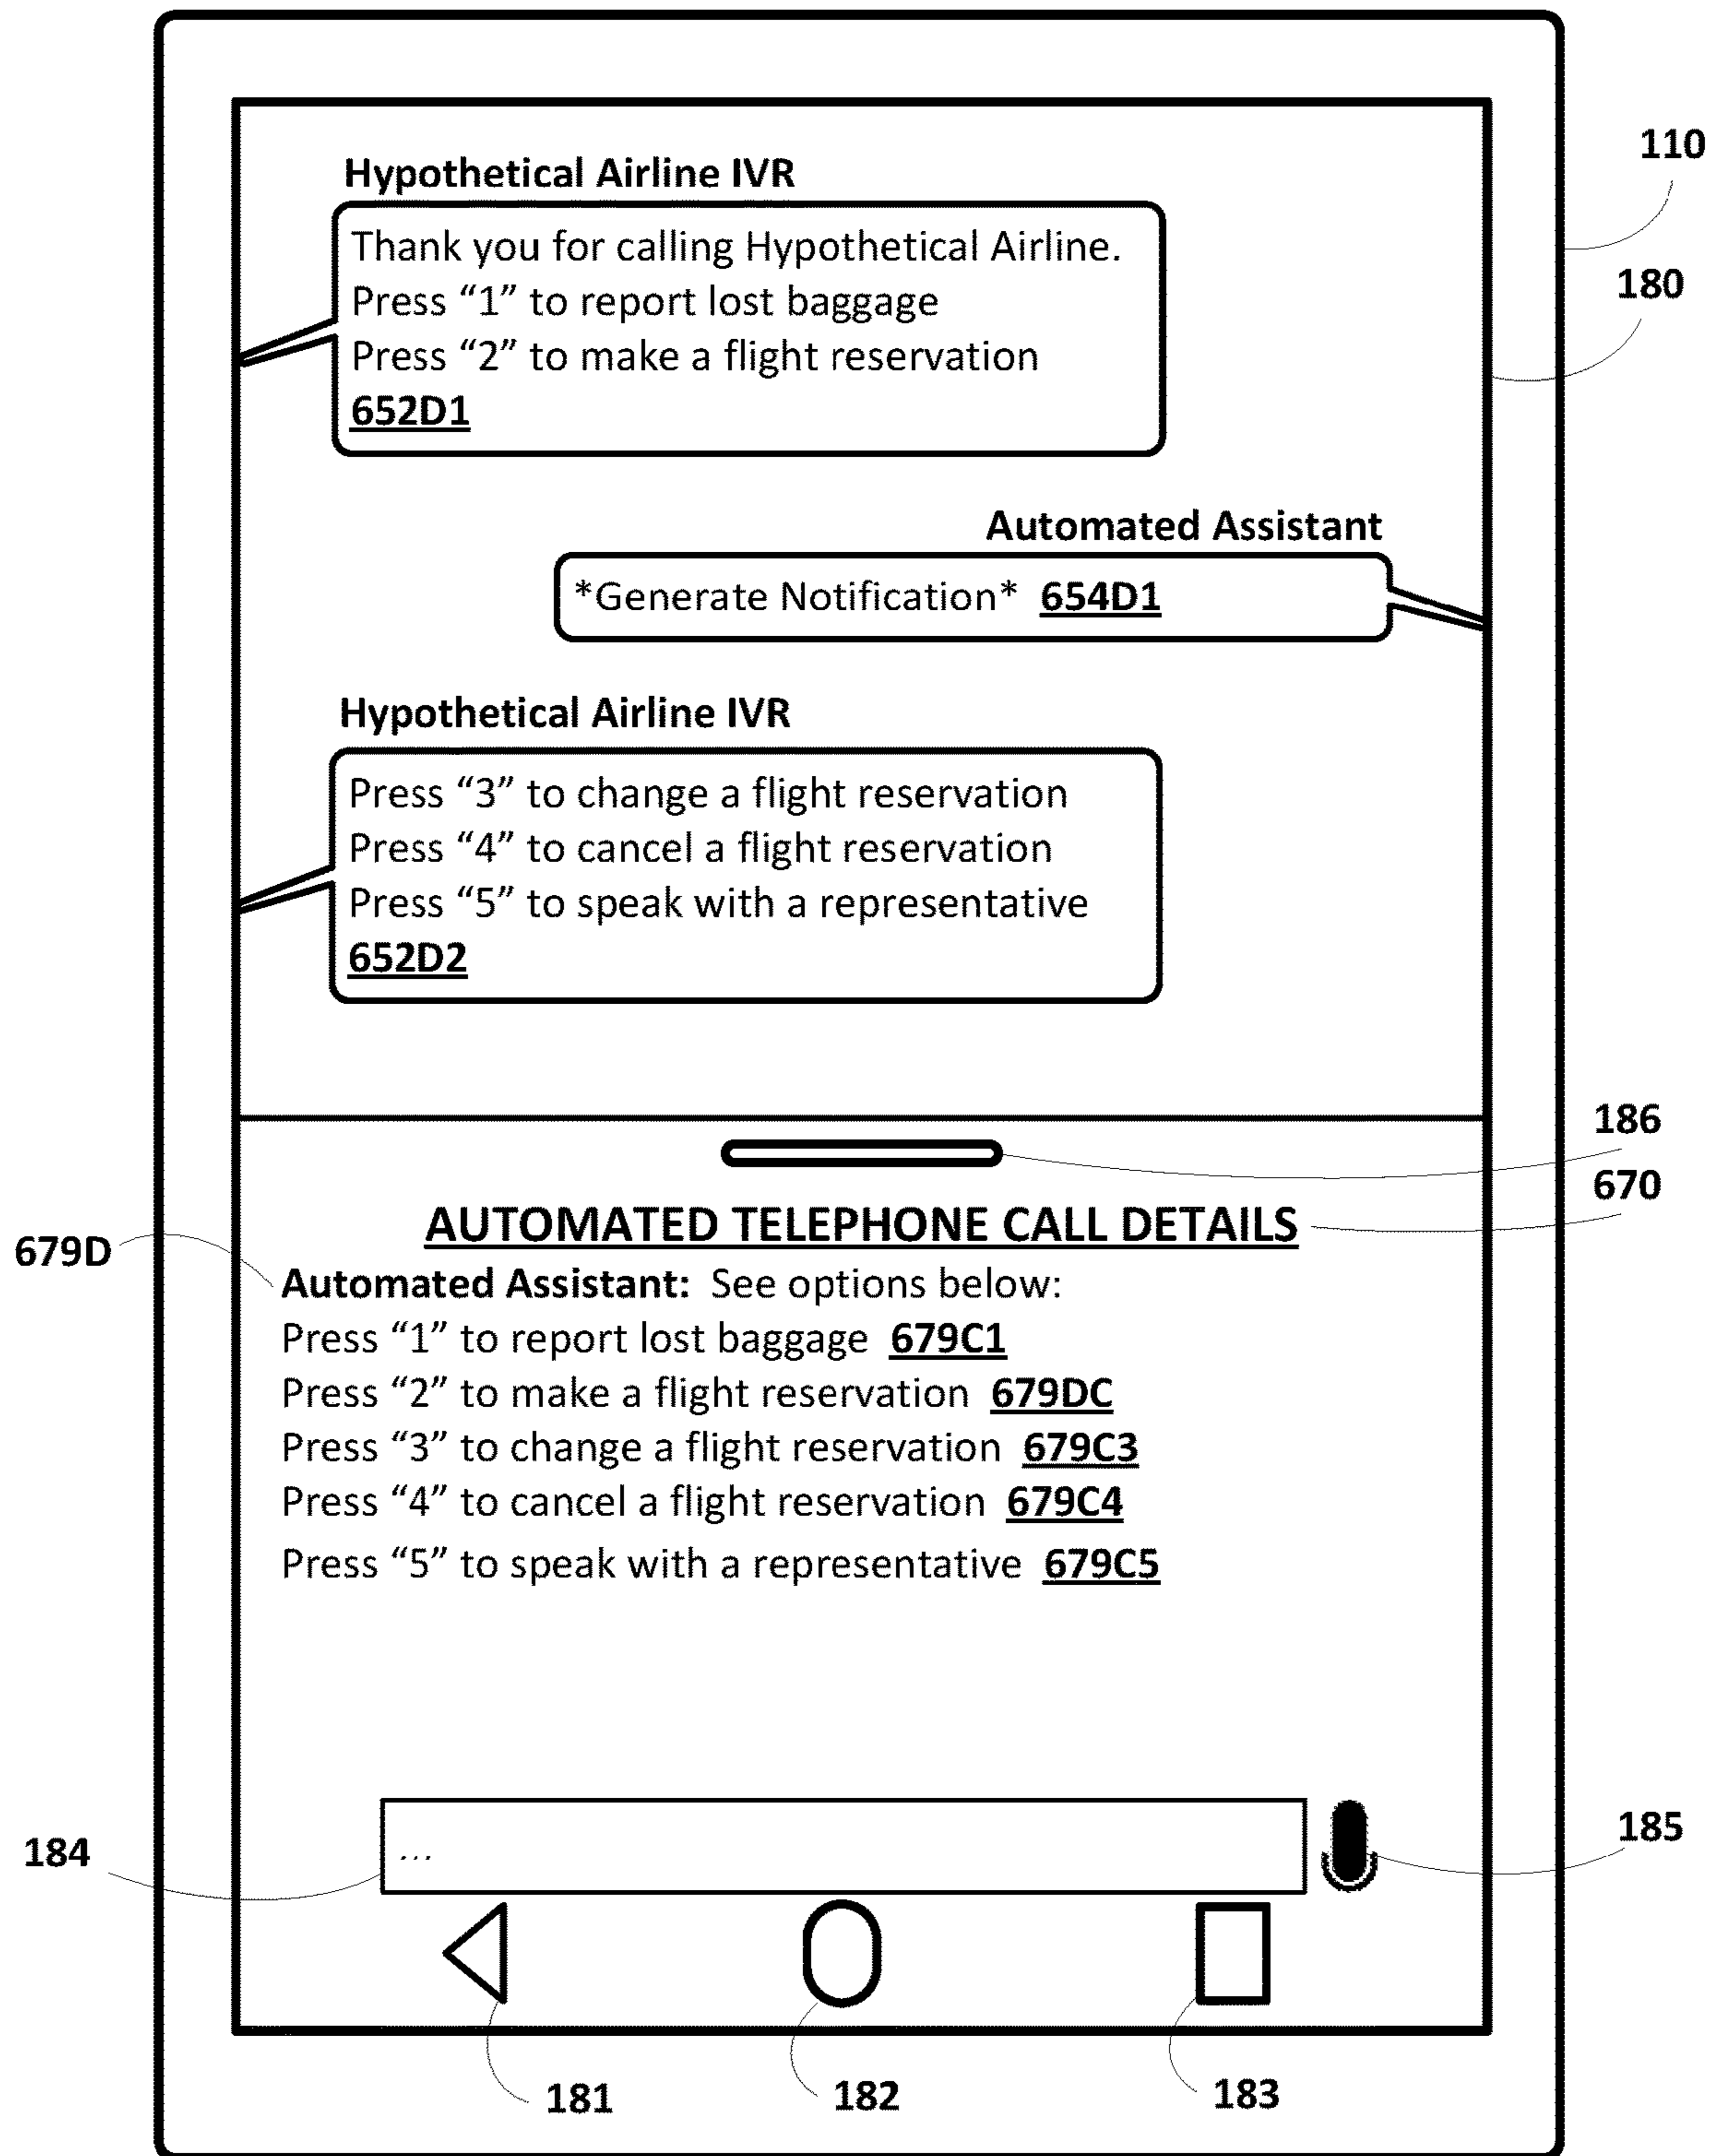 110
180
Hypothetical Airline IVR
Thank you for calling Hypothetical Airline.
Press “1” to report lost baggage
Press “2” to make a flight reservation
652D1
Automated Assistant
*Generate Notification* 654D1
Hypothetical Airline IVR
Press “3” to change a flight reservation
Press “4” to cancel a flight reservation
Press “5” to speak with a representative
652D2
186
670
AUTOMATED TELEPHONE CALL DETAILS
679D
Automated Assistant: See options below:
Press “1” to report lost baggage 679C1
Press “2” to make a flight reservation 679DC
Press “3” to change a flight reservation 679C3
Press “4” to cancel a flight reservation 679C4
Press “5” to speak with a representative 679C5
184
...
185
181
182
183